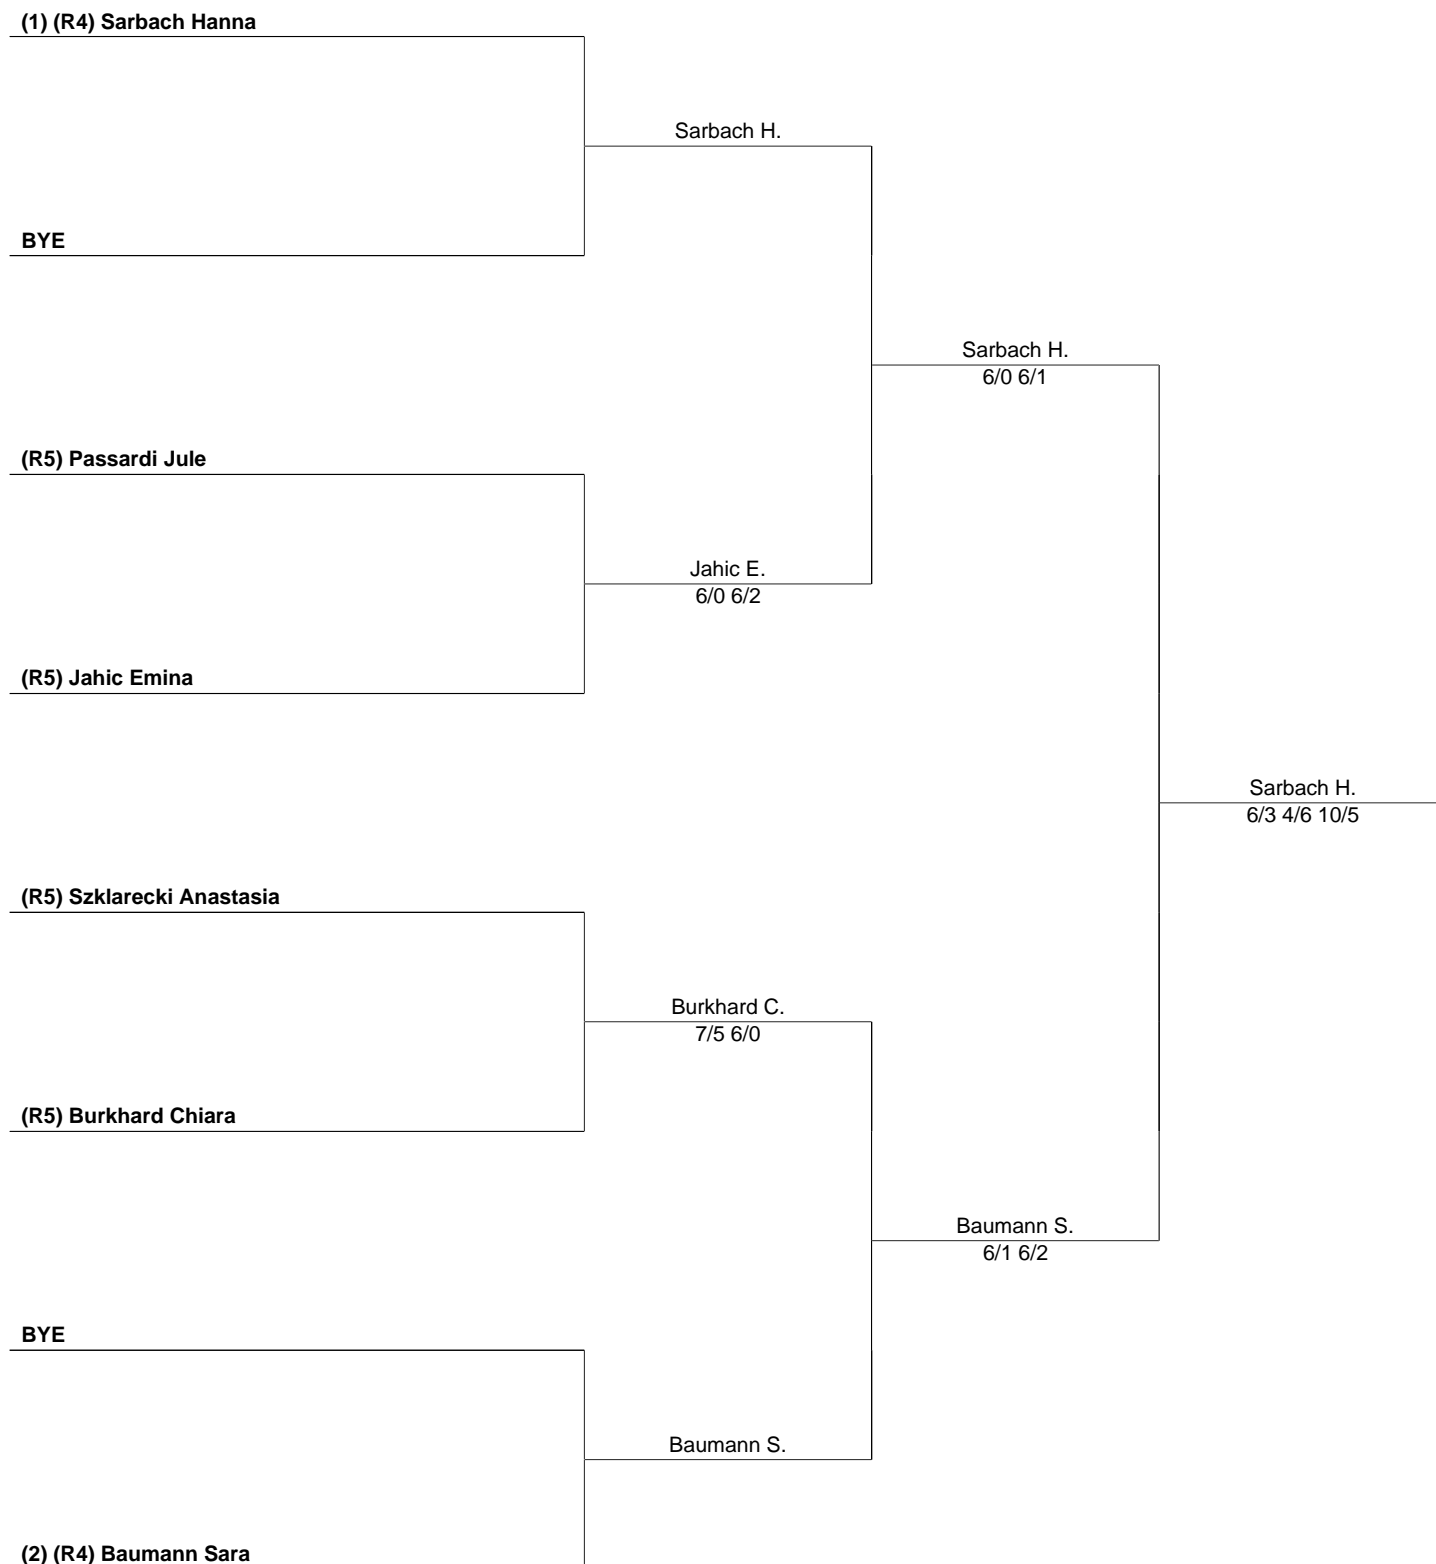 (1) (R4) Sarbach Hanna
Sarbach H.
BYE
Sarbach H.
6/0 6/1
(R5) Passardi Jule
Jahic E.
6/0 6/2
(R5) Jahic Emina
Sarbach H.
6/3 4/6 10/5
(R5) Szklarecki Anastasia
Burkhard C.
7/5 6/0
(R5) Burkhard Chiara
Baumann S.
6/1 6/2
BYE
Baumann S.
(2) (R4) Baumann Sara